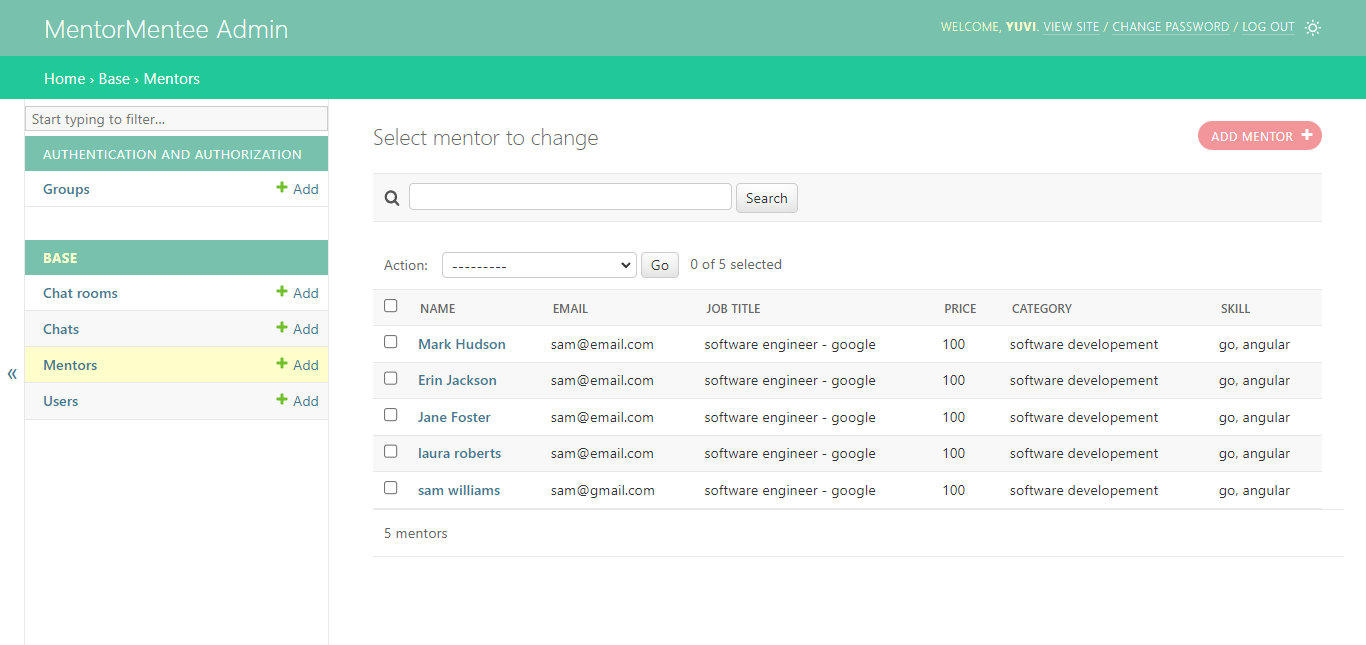 MentorMentee Admin
WELCOME, YUVI. VIEW SITE / CHANGE PASSWORD / LOG OUT
Home › Base › Mentors
Start typing to filter...
AUTHENTICATION AND AUTHORIZATION
Groups Add
BASE
Chat rooms Add
Chats Add
Mentors Add
Users Add
«
Select mentor to change
ADD MENTOR +
Search
Action: --------- Go 0 of 5 selected
NAME EMAIL JOB TITLE PRICE CATEGORY SKILL
Mark Hudson sam@email.com software engineer - google 100 software developement go, angular
Erin Jackson sam@email.com software engineer - google 100 software developement go, angular
Jane Foster sam@email.com software engineer - google 100 software developement go, angular
laura roberts sam@email.com software engineer - google 100 software developement go, angular
sam williams sam@gmail.com software engineer - google 100 software developement go, angular
5 mentors